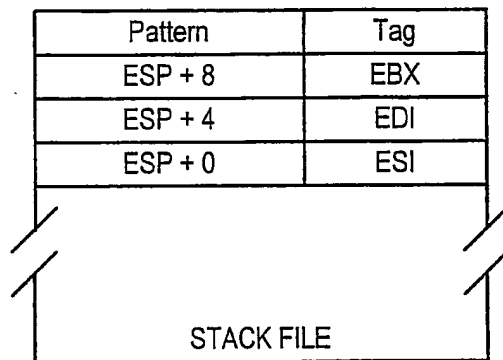 Pattern Tag
ESP + 8 EBX
ESP + 4 EDI
ESP + 0 ESI
STACK FILE